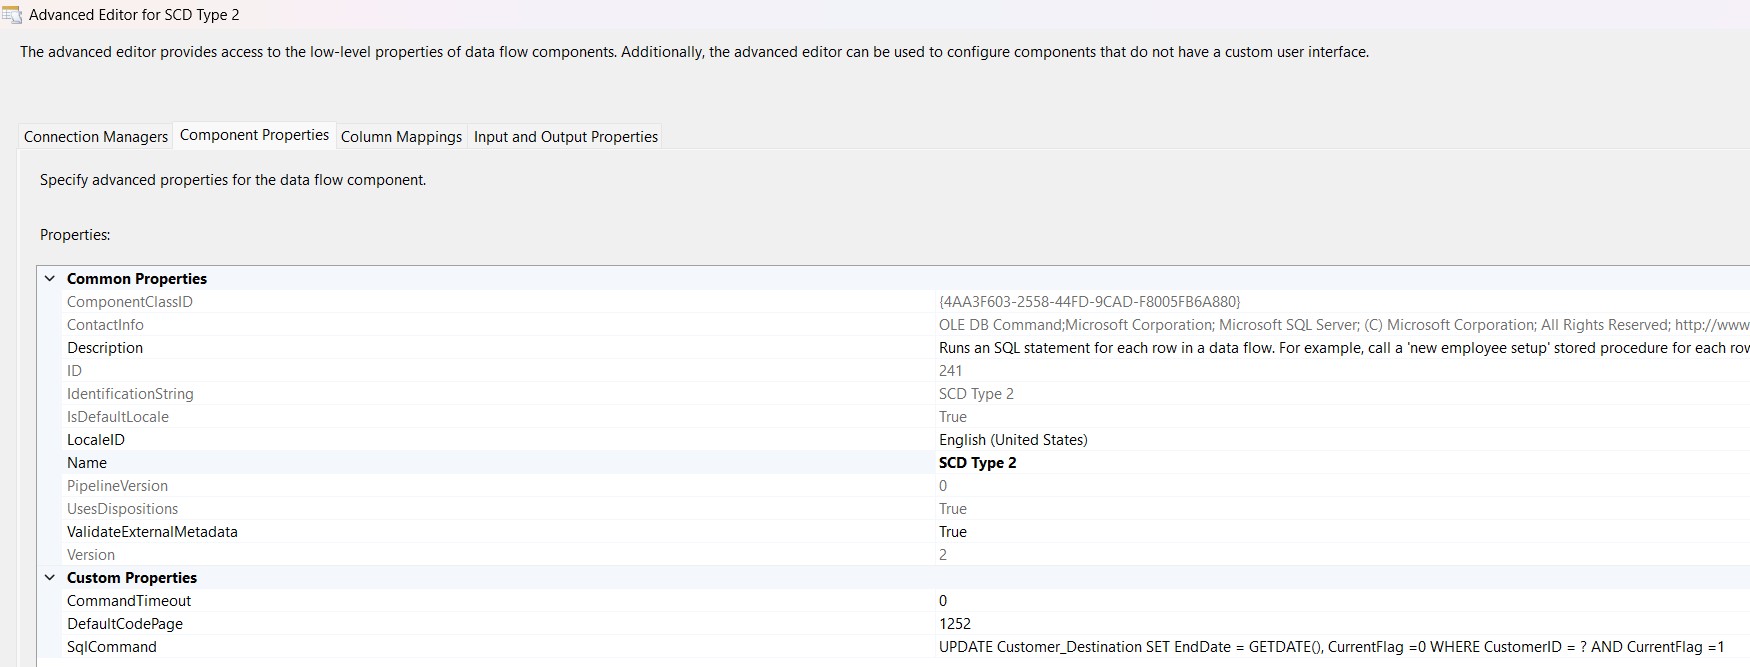 Advanced Editor for SCD Type 2
The advanced editor provides access to the low-level properties of data flow components. Additionally, the advanced editor can be used to configure components that do not have a custom user interface.
Connection Managers Component Properties Column Mappings Input and Output Properties
Specify advanced properties for the data flow component.
Properties:
Common Properties
ComponentClassID {4AA3F603-2558-44FD-9CAD-F8005FB6A880}
ContactInfo OLE DB Command;Microsoft Corporation; Microsoft SQL Server; (C) Microsoft Corporation; All Rights Reserved; http://www
Description Runs an SQL statement for each row in a data flow. For example, call a 'new employee setup' stored procedure for each row
ID 241
IdentificationString SCD Type 2
IsDefaultLocale True
LocaleID English (United States)
Name SCD Type 2
PipelineVersion 0
UsesDispositions True
ValidateExternalMetadata True
Version 2
Custom Properties
CommandTimeout 0
DefaultCodePage 1252
SqlCommand UPDATE Customer_Destination SET EndDate = GETDATE(), CurrentFlag =0 WHERE CustomerID = ? AND CurrentFlag =1